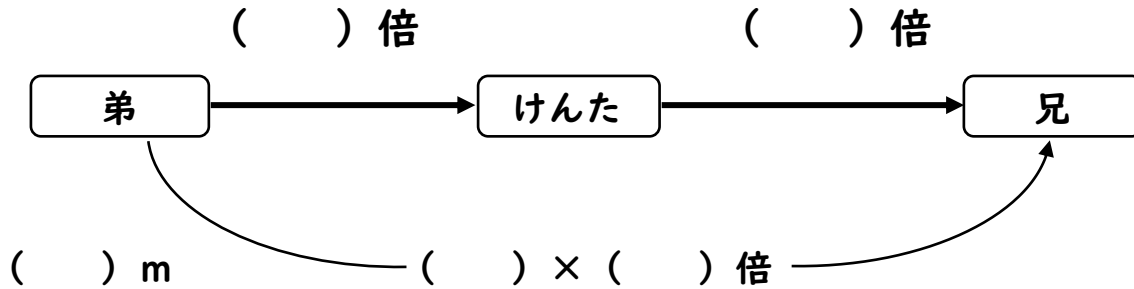 (　　) 倍　(　　) 倍
弟　けんた　兄
(　　) m　(　　) × (　　) 倍